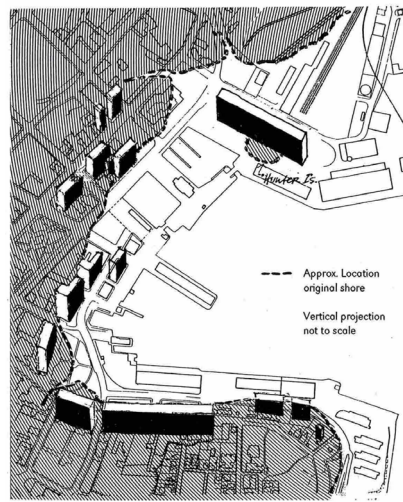 Hunter Is.
Approx. Location
original shore
Vertical projection
not to scale